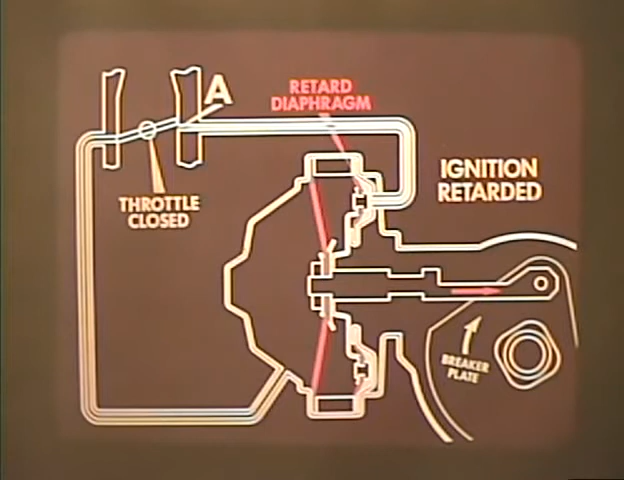 A
RETARD
DIAPHRAGM
IGNITION
RETARDED
THROTTLE
CLOSED
BREAKER
PLATE